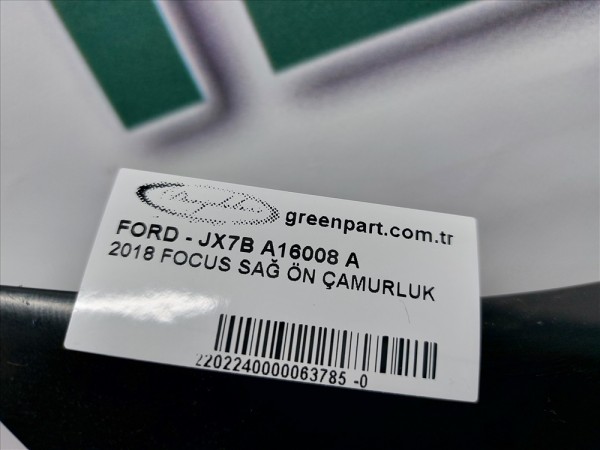 greenpart.com.tr
FORD - JX7B A16008 A
2018 FOCUS SAĞ ÖN ÇAMURLUK
2202240000063785 -0